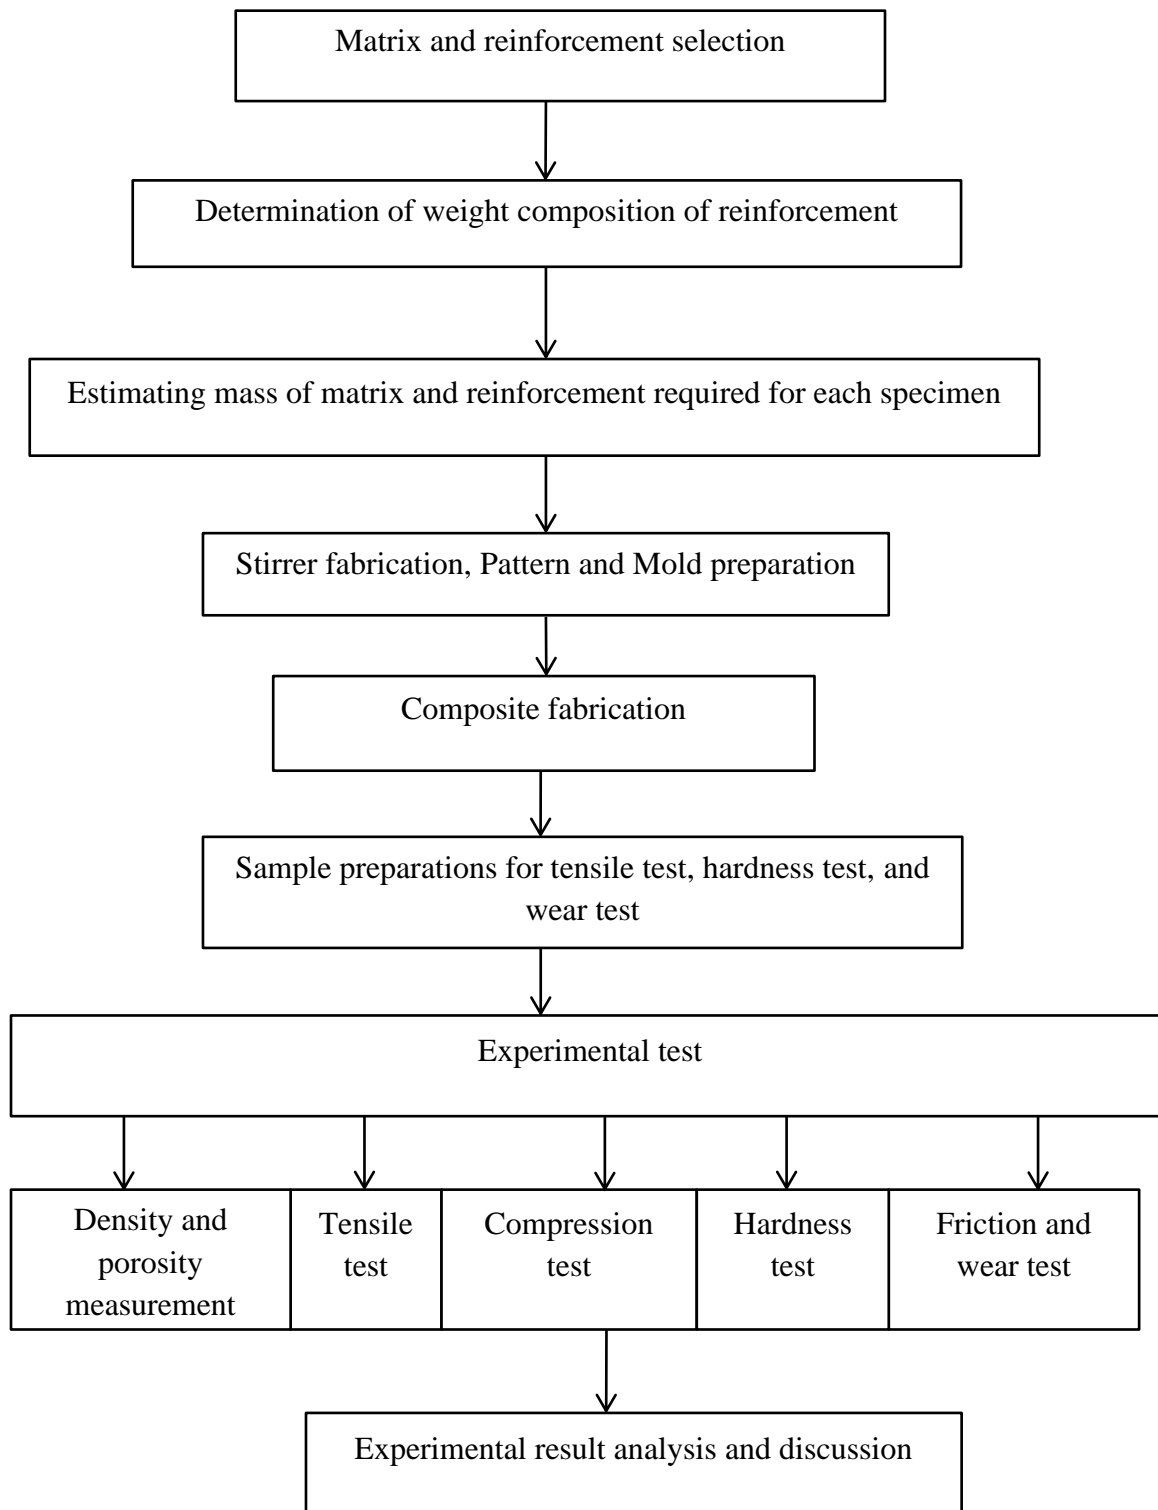 Matrix and reinforcement selection
Determination of weight composition of reinforcement
Estimating mass of matrix and reinforcement required for each specimen
Stirrer fabrication, Pattern and Mold preparation
Composite fabrication
Sample preparations for tensile test, hardness test, and
wear test
Experimental test
Density and
porosity
measurement
Tensile
test
Compression
test
Hardness
test
Friction and
wear test
Experimental result analysis and discussion